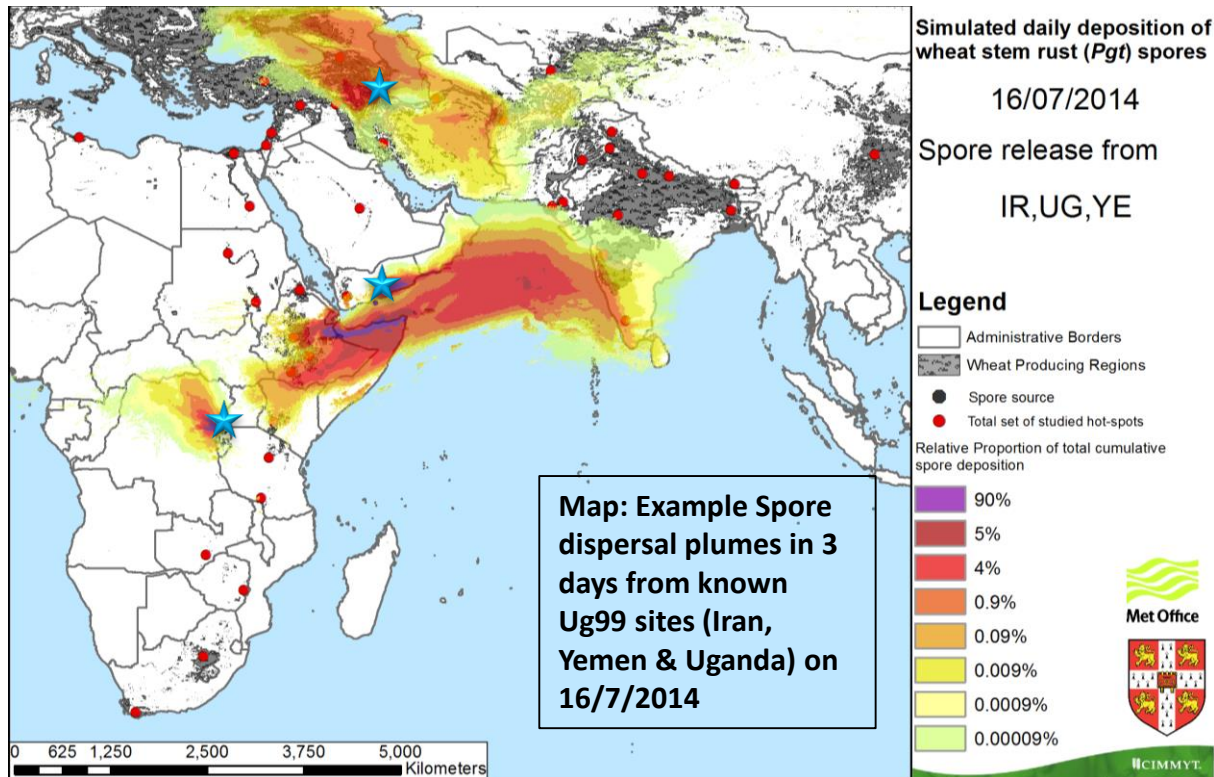 Simulated daily deposition of
wheat stem rust (Pgt) spores
16/07/2014
Spore release from
IR,UG,YE
Legend
Administrative Borders
Wheat Producing Regions
Spore source
Total set of studied hot-spots
Relative Proportion of total cumulative
spore deposition
90%
5%
4%
0.9%
0.09%
0.009%
0.0009%
0.00009%
Met Office
CIMMYT.
Map: Example Spore
dispersal plumes in 3
days from known
Ug99 sites (Iran,
Yemen & Uganda) on
16/7/2014
0 625 1,250 2,500 3,750 5,000
Kilometers